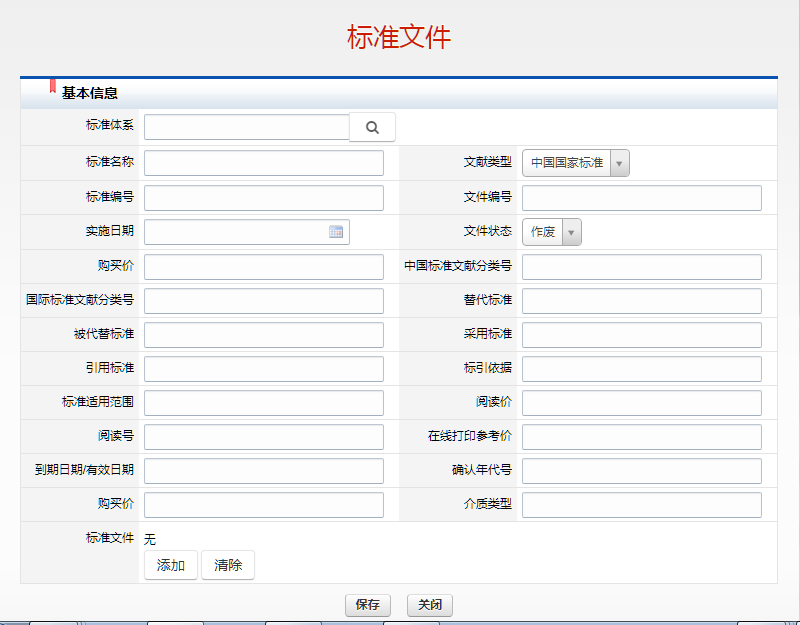 标准文件
基本信息
标准体系
标准名称 文献类型 中国国家标准
标准编号 文件编号
实施日期 文件状态 作废
购买价 中国标准文献分类号
国际标准文献分类号 替代标准
被代替标准 采用标准
引用标准 标引依据
标准适用范围 阅读价
阅读号 在线打印参考价
到期日期/有效日期 确认年代号
购买价 介质类型
标准文件 无
添加 清除
保存 关闭